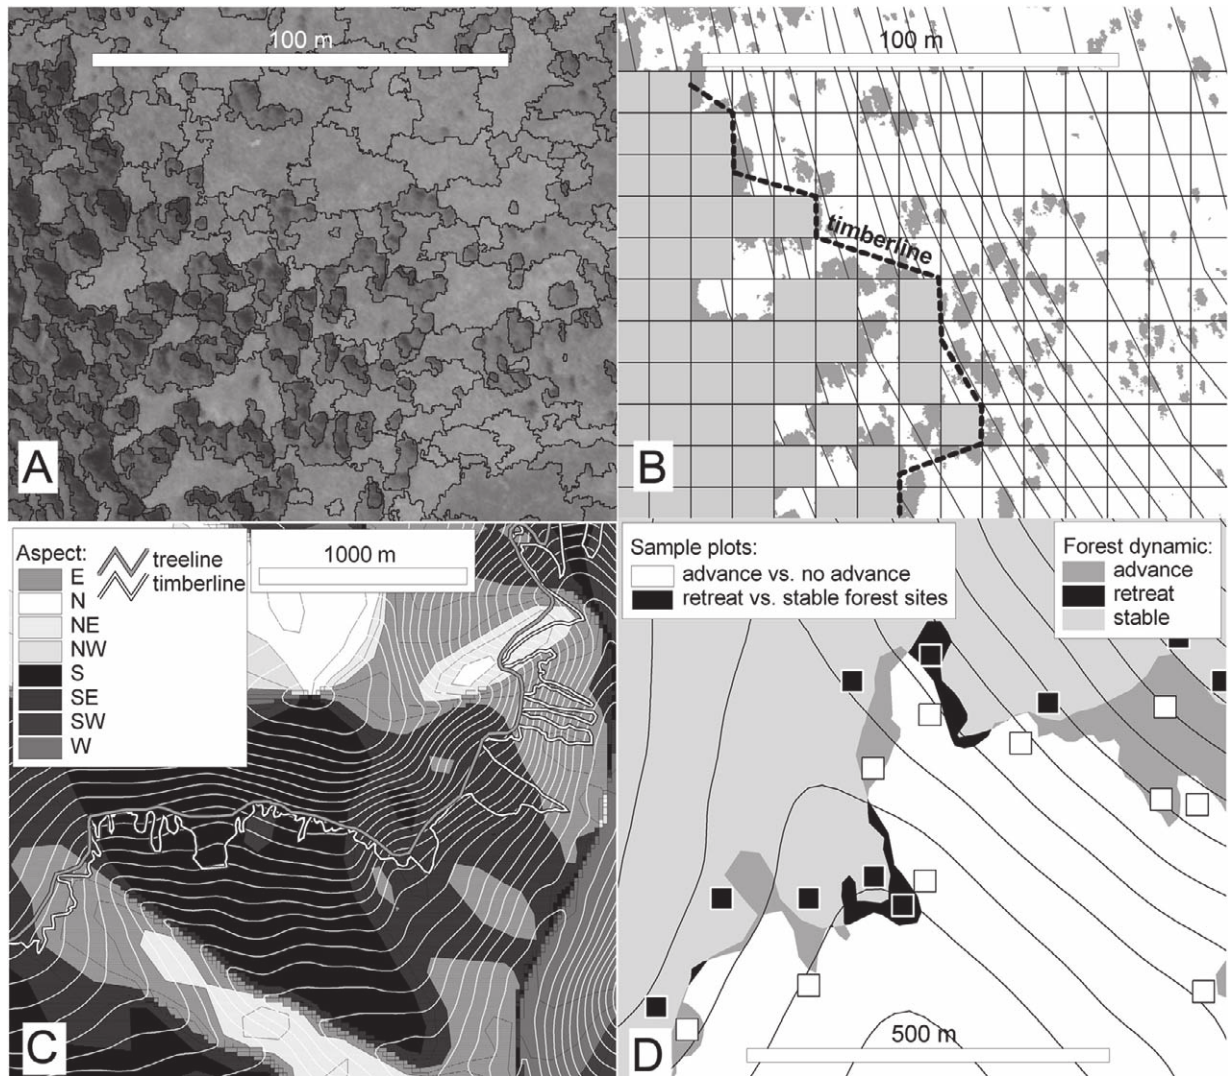 100 m
A
100 m
timberline
B
Aspect:
E
N
NE
NW
S
SE
SW
W
treeline
timberline
1000 m
C
Sample plots:
advance vs. no advance
retreat vs. stable forest sites
Forest dynamic:
advance
retreat
stable
500 m
D